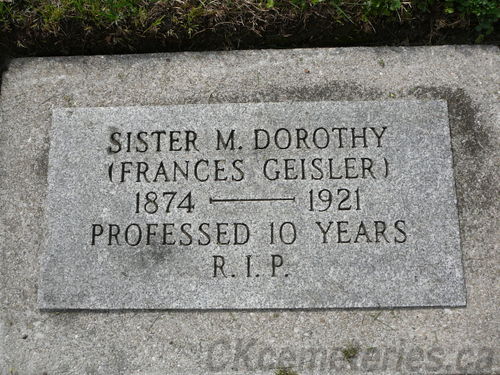 SISTER M. DOROTHY
(FRANCES GEISLER)
1874 — 1921
PROFESSED 10 YEARS
R. I. P.
CKcemeteries.ca